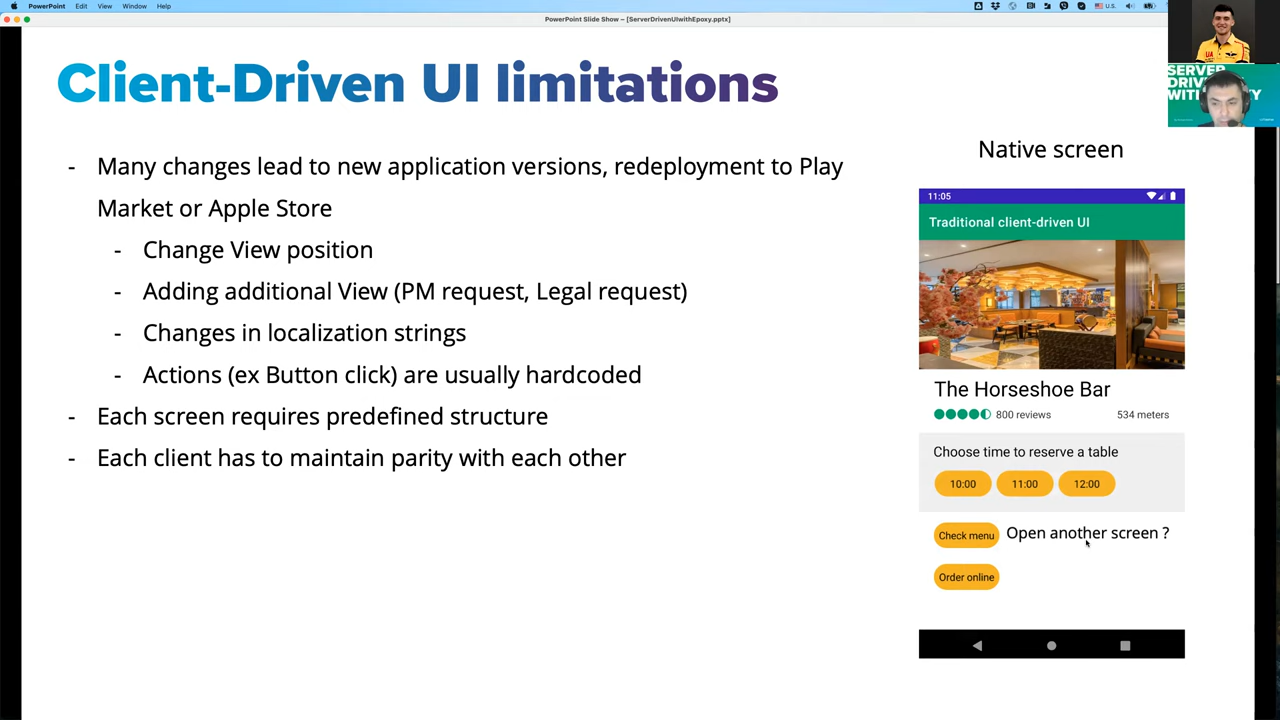 PowerPoint Edit View Window Help
U.S.
PowerPoint Slide Show – [ServerDrivenUIwithEpoxy.pptx]
UA
SERVER
Client-Driven UI limitations
- Many changes lead to new application versions, redeployment to Play
Market or Apple Store
- Change View position
- Adding additional View (PM request, Legal request)
- Changes in localization strings
- Actions (ex Button click) are usually hardcoded
- Each screen requires predefined structure
- Each client has to maintain parity with each other
Native screen
11:05
Traditional client-driven UI
The Horseshoe Bar
800 reviews 534 meters
Choose time to reserve a table
10:00 11:00 12:00
Check menu Open another screen ?
Order online